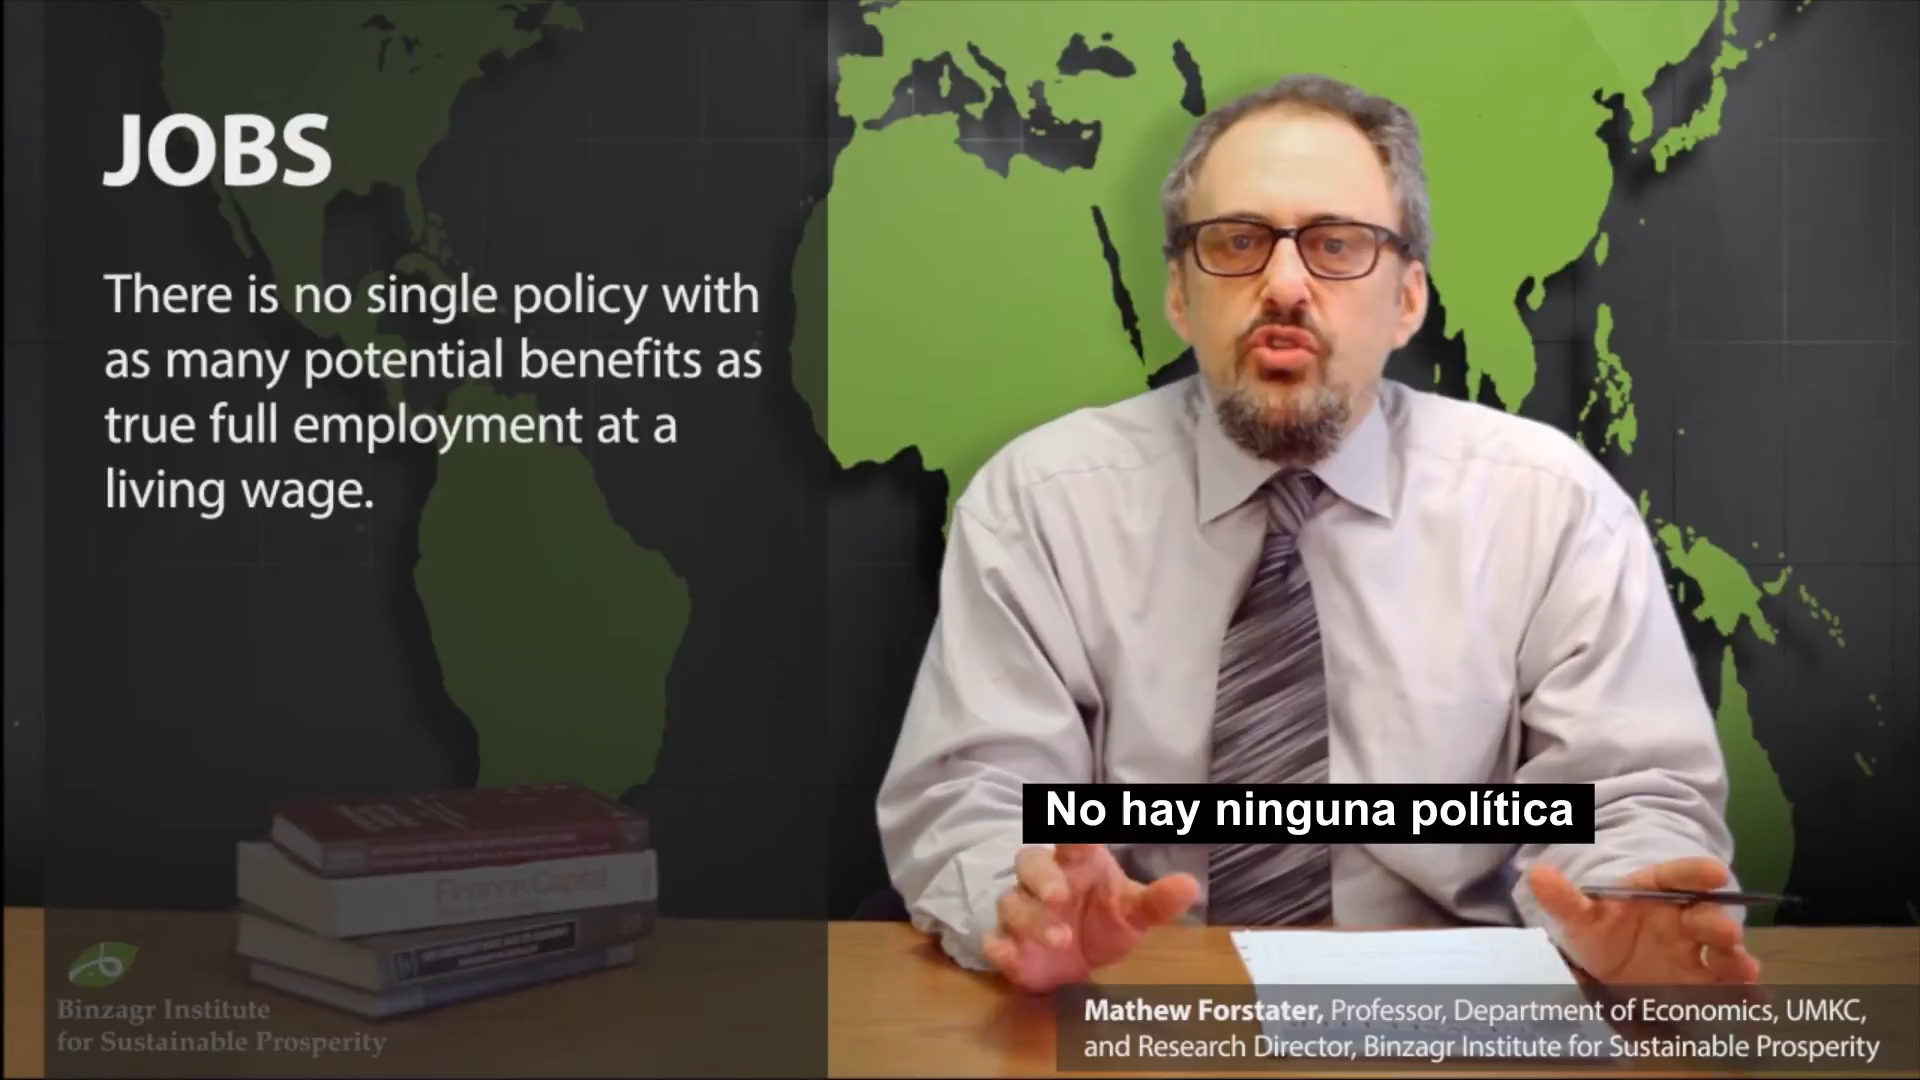 JOBS
There is no single policy with
as many potential benefits as
true full employment at a
living wage.
No hay ninguna política
Finance Capital
Binzagr Institute
for Sustainable Prosperity
Mathew Forstater, Professor, Department of Economics, UMKC,
and Research Director, Binzagr Institute for Sustainable Prosperity